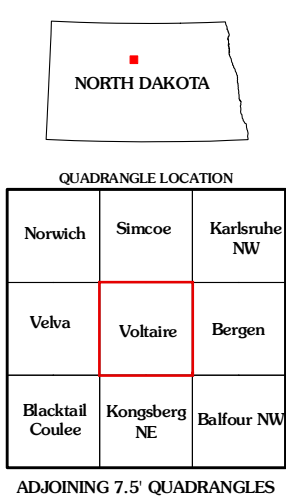 NORTH DAKOTA
QUADRANGLE LOCATION
Norwich
Simcoe
Karlsruhe
NW
Velva
Voltaire
Bergen
Blacktail
Coulee
Kongsberg
NE
Balfour NW
ADJOINING 7.5' QUADRANGLES